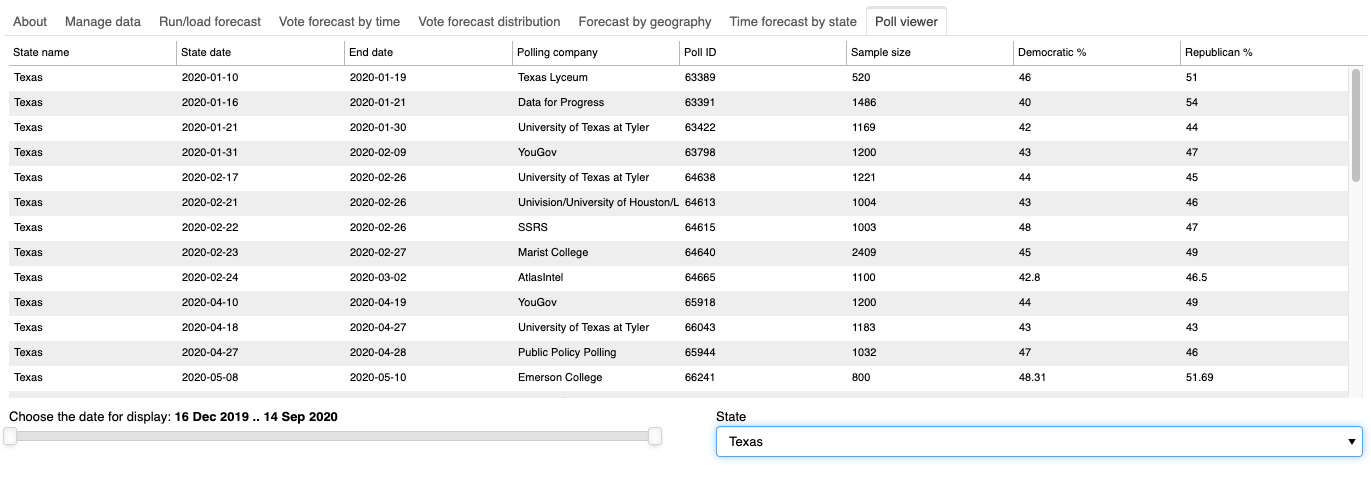 About Manage data Run/load forecast Vote forecast by time Vote forecast distribution Forecast by geography Time forecast by state Poll viewer
State name State date End date Polling company Poll ID Sample size Democratic % Republican %
Texas 2020-01-10 2020-01-19 Texas Lyceum 63389 520 46 51
Texas 2020-01-16 2020-01-21 Data for Progress 63391 1486 40 54
Texas 2020-01-21 2020-01-30 University of Texas at Tyler 63422 1169 42 44
Texas 2020-01-31 2020-02-09 YouGov 63798 1200 43 47
Texas 2020-02-17 2020-02-26 University of Texas at Tyler 64638 1221 44 45
Texas 2020-02-21 2020-02-26 Univision/University of Houston/L 64613 1004 43 46
Texas 2020-02-22 2020-02-26 SSRS 64615 1003 48 47
Texas 2020-02-23 2020-02-27 Marist College 64640 2409 45 49
Texas 2020-02-24 2020-03-02 AtlasIntel 64665 1100 42.8 46.5
Texas 2020-04-10 2020-04-19 YouGov 65918 1200 44 49
Texas 2020-04-18 2020-04-27 University of Texas at Tyler 66043 1183 43 43
Texas 2020-04-27 2020-04-28 Public Policy Polling 65944 1032 47 46
Texas 2020-05-08 2020-05-10 Emerson College 66241 800 48.31 51.69
Choose the date for display: 16 Dec 2019 .. 14 Sep 2020 State
Texas